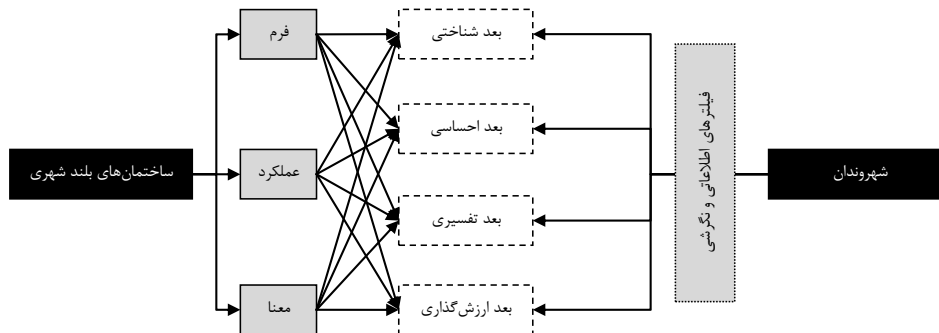 فرم
بعد شناختی
بعد احساسی
ساختمان‌های بلند شهری
عملکرد
فیلترهای اطلاعاتی و نگرشی
شهروندان
بعد تفسیری
معنا
بعد ارزش‌گذاری